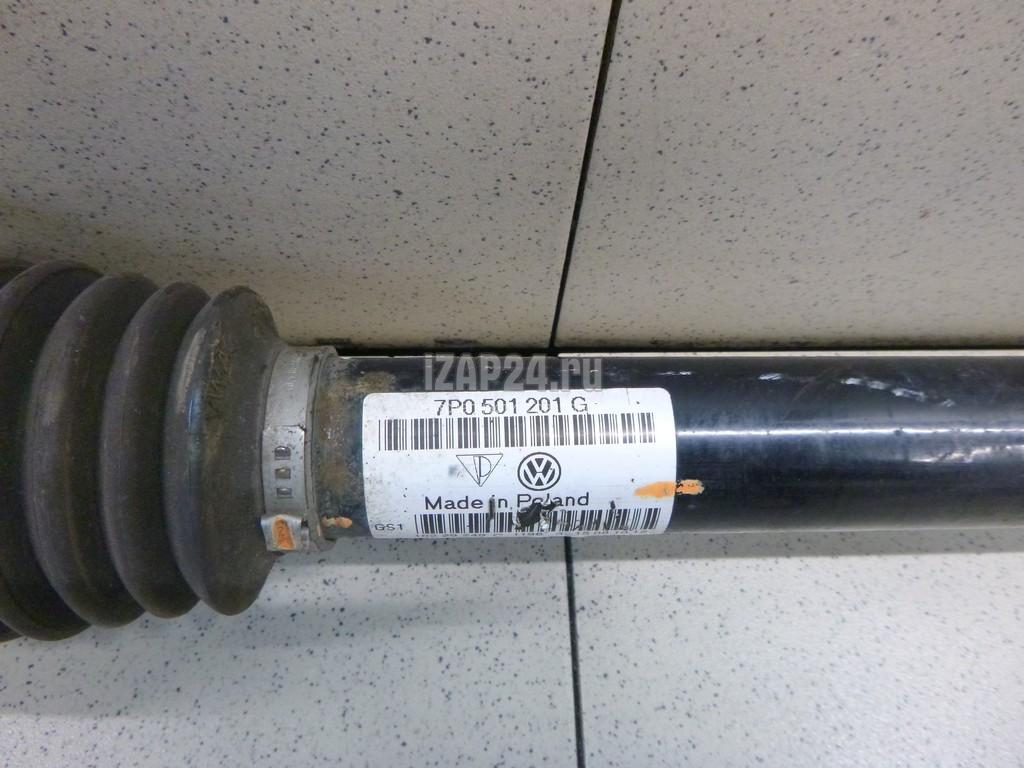 iZAP24.ru
7P0 501 201 G
VW
Made in Poland
GS1